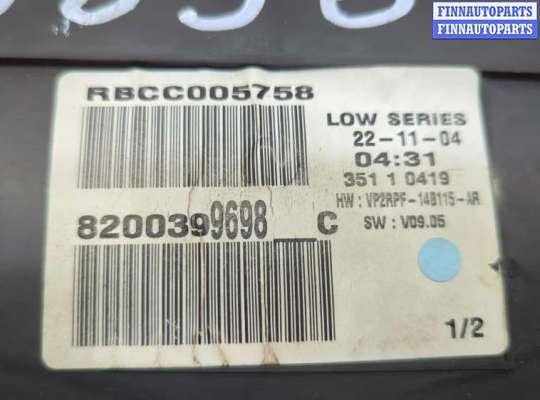 FINNAUTOPARTS
FINNAUTOPARTS
RBCC005758
LOW SERIES
22-11-04
04:31
351 1 0419
HW : VP2RPF-14B115-AR
SW : V09.05
8200399698__C
1/2